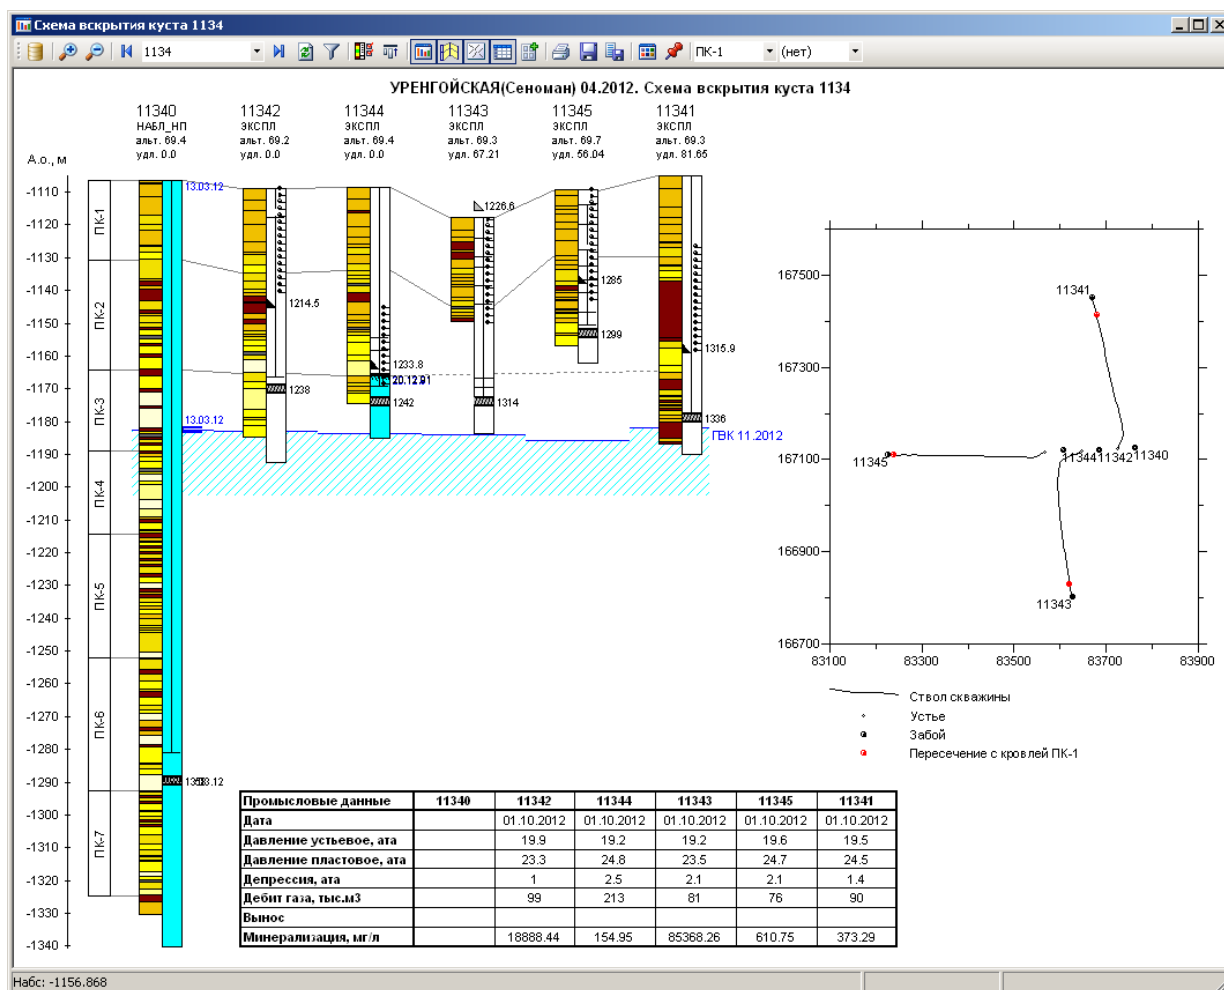 Схема вскрытия куста 1134
1134 ПК-1 (нет)
УРЕНГОЙСКАЯ(Сеноман) 04.2012. Схема вскрытия куста 1134
11340 11342 11344 11343 11345 11341
НАБЛ_НП ЭКСПЛ ЭКСПЛ ЭКСПЛ ЭКСПЛ ЭКСПЛ
альт. 69.4 альт. 69.2 альт. 69.4 альт. 69.3 альт. 69.7 альт. 69.3
удл. 0.0 удл. 0.0 удл. 0.0 удл. 67.21 удл. 56.04 удл. 81.65
А.о., м
-1110
-1120
-1130
-1140
-1150
-1160
-1170
-1180
-1190
-1200
-1210
-1220
-1230
-1240
-1250
-1260
-1270
-1280
-1290
-1300
-1310
-1320
-1330
-1340
ПК-1
ПК-2
ПК-3
ПК-4
ПК-5
ПК-6
ПК-7
13.03.12
13.03.12
1214.5
1238
1233.8
1242
1226.6
1314
1285
1299
1315.9
1336
ГВК 11.2012
167500
167300
167100
166900
166700
83100 83300 83500 83700 83900
11341
11345
11344
11342
11340
11343
Ствол скважины
Устье
Забой
Пересечение с кровлей ПК-1
Промысловые данные 11340 11342 11344 11343 11345 11341
Дата 01.10.2012 01.10.2012 01.10.2012 01.10.2012 01.10.2012
Давление устьевое, ата 19.9 19.2 19.2 19.6 19.5
Давление пластовое, ата 23.3 24.8 23.5 24.7 24.5
Депрессия, ата 1 2.5 2.1 2.1 1.4
Дебит газа, тыс.м3 99 213 81 76 90
Вынос
Минерализация, мг/л 18888.44 154.95 85368.26 610.75 373.29
Набс: -1156.868